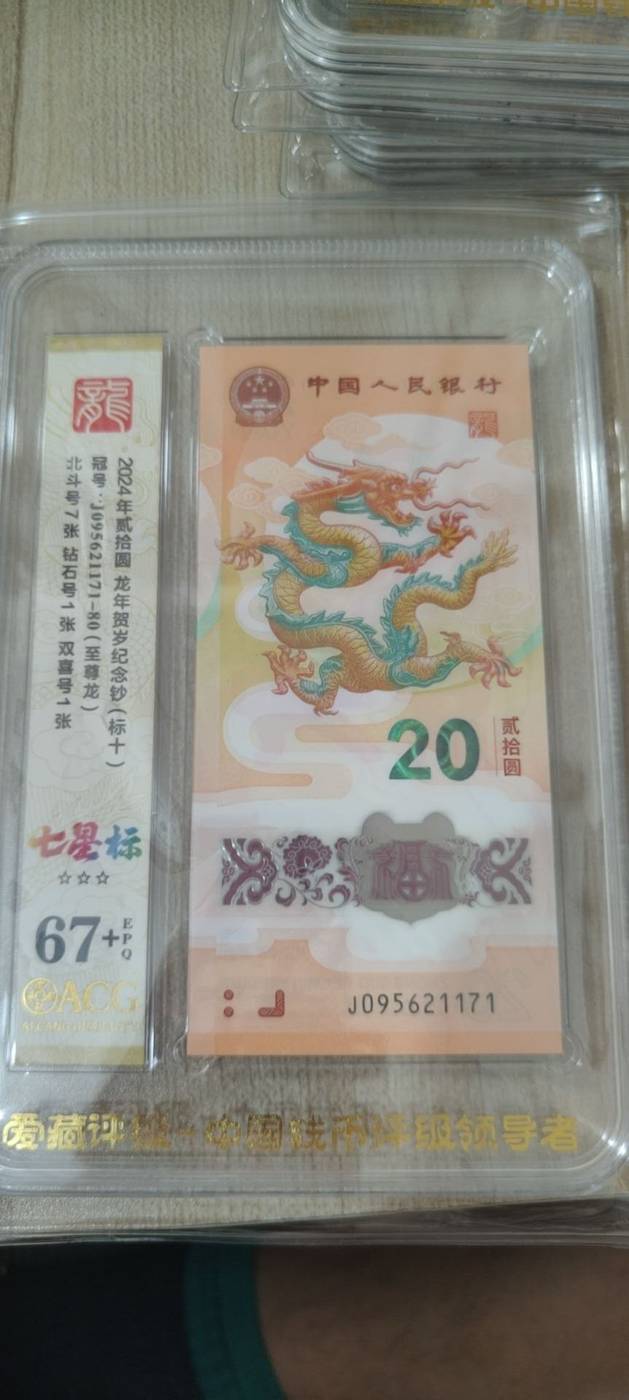 龍
2024年贰拾圆 龙年贺岁纪念钞(标十)
冠号:J095621171-80(至尊龙)
北斗号7张 钻石号1张 双喜号1张
七星标
☆☆☆
67+EPQ
ACG
中国人民银行
龍
20
贰拾圆
福
J095621171
爱藏评级-中国钱币评级领导者